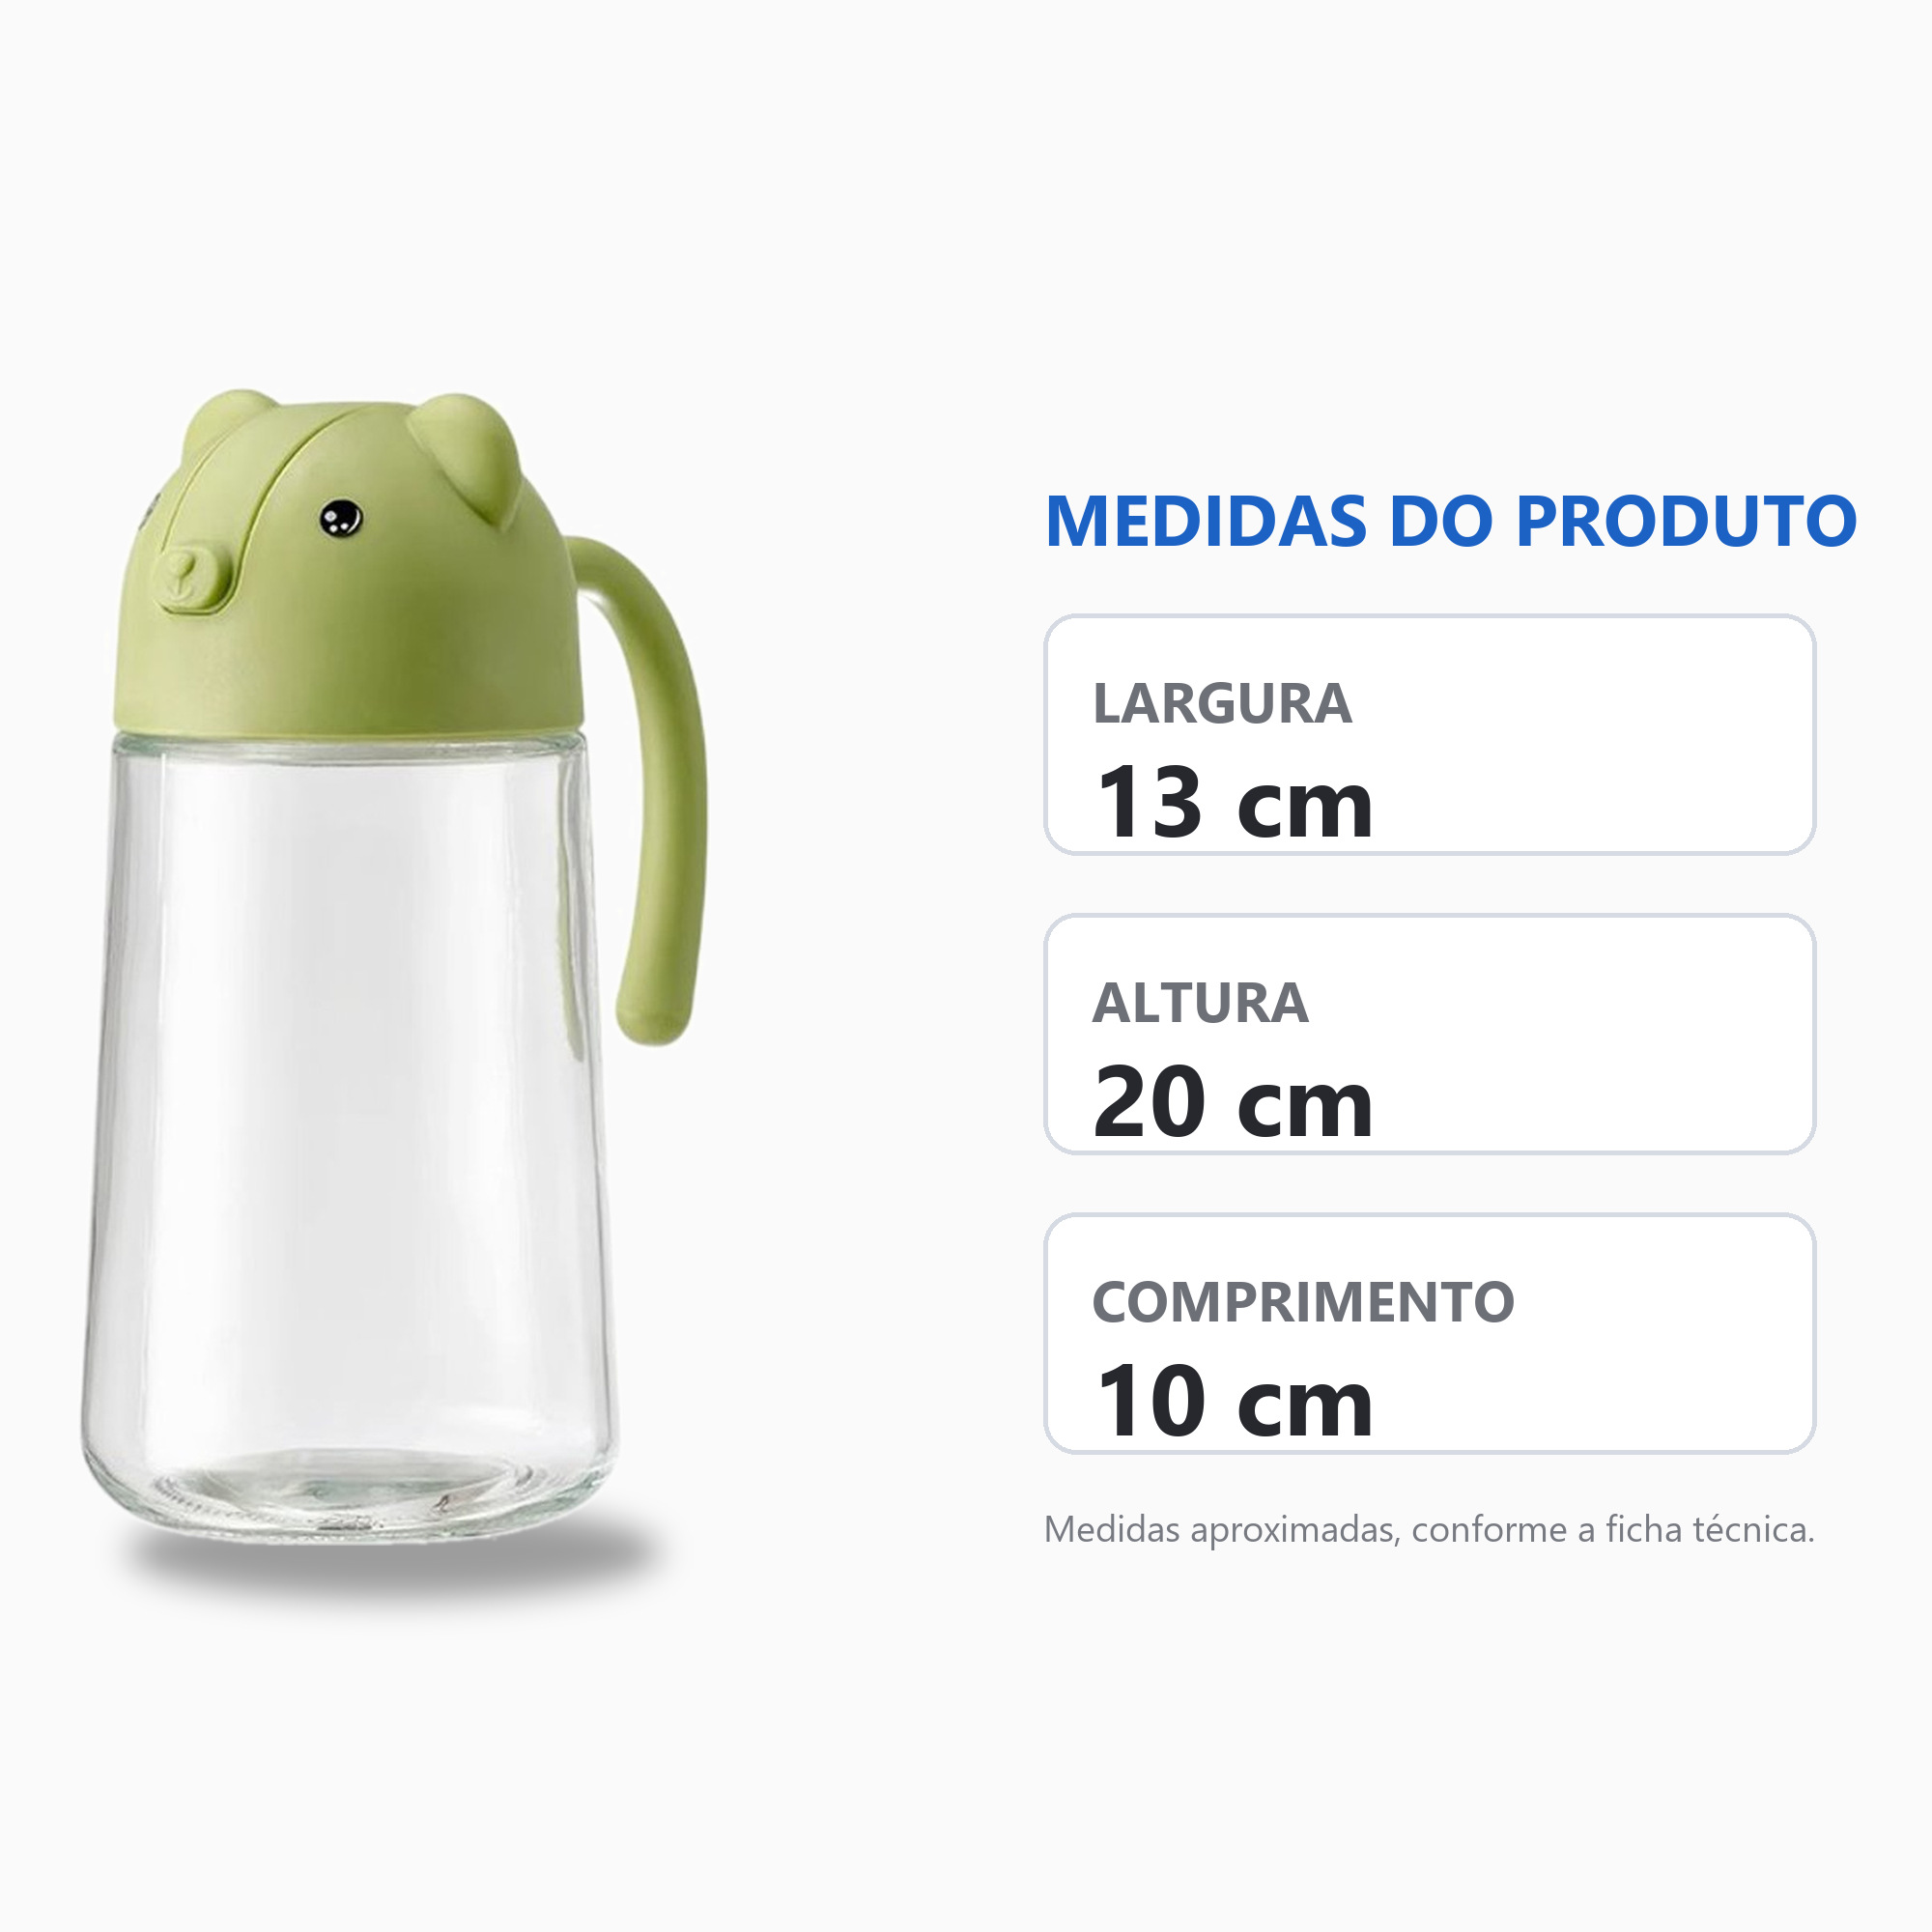 MEDIDAS DO PRODUTO
LARGURA
13 cm
ALTURA
20 cm
COMPRIMENTO
10 cm
Medidas aproximadas, conforme a ficha técnica.